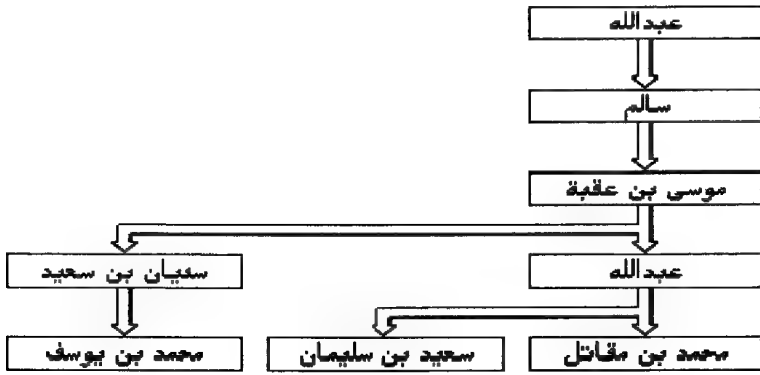 عبدالله
سالم
موسى بن عقبة
عبدالله
سفيان بن سعيد
محمد بن مقاتل
سعيد بن سليمان
محمد بن يوسف